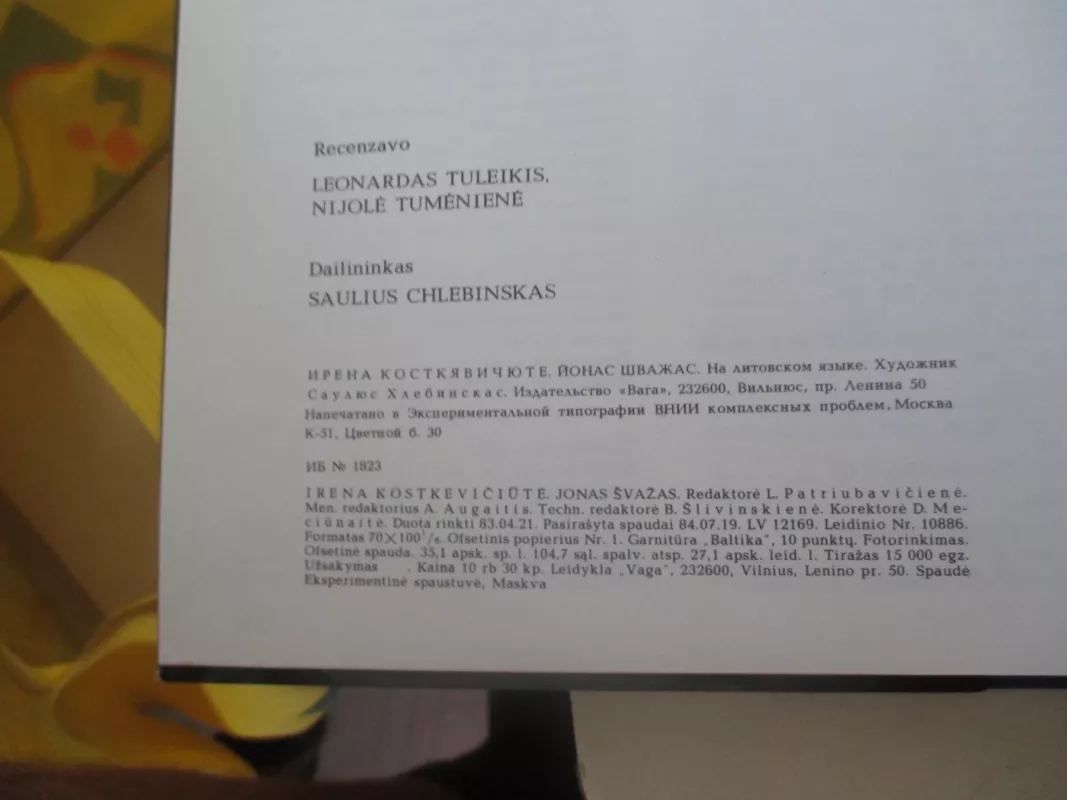 Recenzavo
LEONARDAS TULEIKIS,
NIJOLĖ TUMĖNIENĖ
Dailininkas
SAULIUS CHLEBINSKAS
ИРЕНА КОСТКЯВИЧЮТЕ. ЙОНАС ШВАЖАС. На литовском языке. Художник
Саулюс Хлебинскас. Издательство «Вага», 232600, Вильнюс, пр. Ленина 50
Напечатано в Экспериментальной типографии ВНИИ комплексных проблем, Москва
К-51, Цветной б. 30
ИБ № 1823
IRENA KOSTKEVIČIŪTĖ. JONAS ŠVAŽAS. Redaktorė L. Patriubavičienė.
Men. redaktorius A. Augaitis. Techn. redaktorė B. Šlivinskienė. Korektorė D. Me-
ciūnaitė. Duota rinkti 83.04.21. Pasirašyta spaudai 84.07.19. LV 12169. Leidinio Nr. 10886.
Formatas 70×100¹/₈. Ofsetinis popierius Nr. 1. Garnitūra „Baltika", 10 punktų. Fotorinkimas.
Ofsetinė spauda. 35,1 apsk. sp. l. 104,7 sąl. spalv. atsp. 27,1 apsk. leid. l. Tiražas 15 000 egz.
Užsakymas . Kaina 10 rb 30 kp. Leidykla „Vaga", 232600, Vilnius, Lenino pr. 50. Spaudė
Eksperimentinė spaustuvė, Maskva